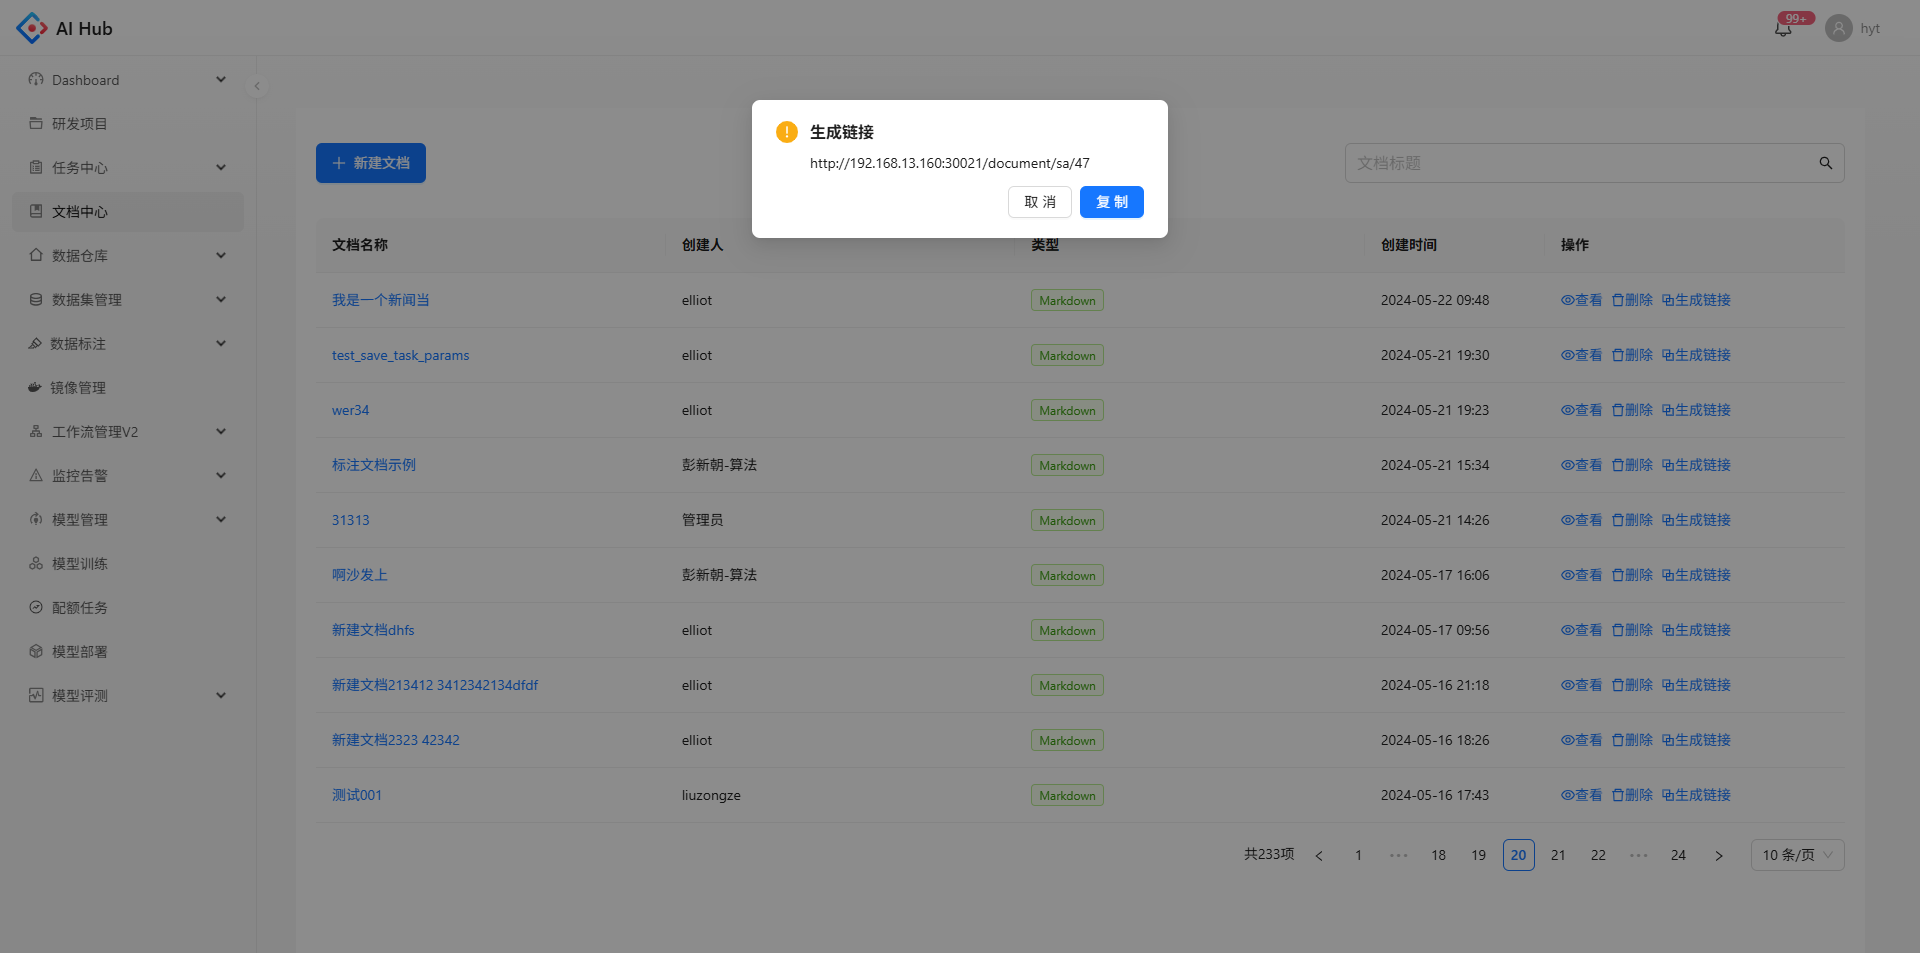 AI Hub
99+
hyt
Dashboard
研发项目
任务中心
文档中心
数据仓库
数据集管理
数据标注
镜像管理
工作流管理V2
监控告警
模型管理
模型训练
配额任务
模型部署
模型评测
生成链接
http://192.168.13.160:30021/document/sa/47
取 消
复 制
新建文档
文档标题
文档名称 创建人 类型 创建时间 操作
我是一个新闻当 elliot Markdown 2024-05-22 09:48 查看 删除 生成链接
test_save_task_params elliot Markdown 2024-05-21 19:30 查看 删除 生成链接
wer34 elliot Markdown 2024-05-21 19:23 查看 删除 生成链接
标注文档示例 彭新朝-算法 Markdown 2024-05-21 15:34 查看 删除 生成链接
31313 管理员 Markdown 2024-05-21 14:26 查看 删除 生成链接
啊沙发上 彭新朝-算法 Markdown 2024-05-17 16:06 查看 删除 生成链接
新建文档dhfs elliot Markdown 2024-05-17 09:56 查看 删除 生成链接
新建文档213412 3412342134dfdf elliot Markdown 2024-05-16 21:18 查看 删除 生成链接
新建文档2323 42342 elliot Markdown 2024-05-16 18:26 查看 删除 生成链接
测试001 liuzongze Markdown 2024-05-16 17:43 查看 删除 生成链接
共233项 1 ••• 18 19 20 21 22 ••• 24 10 条/页